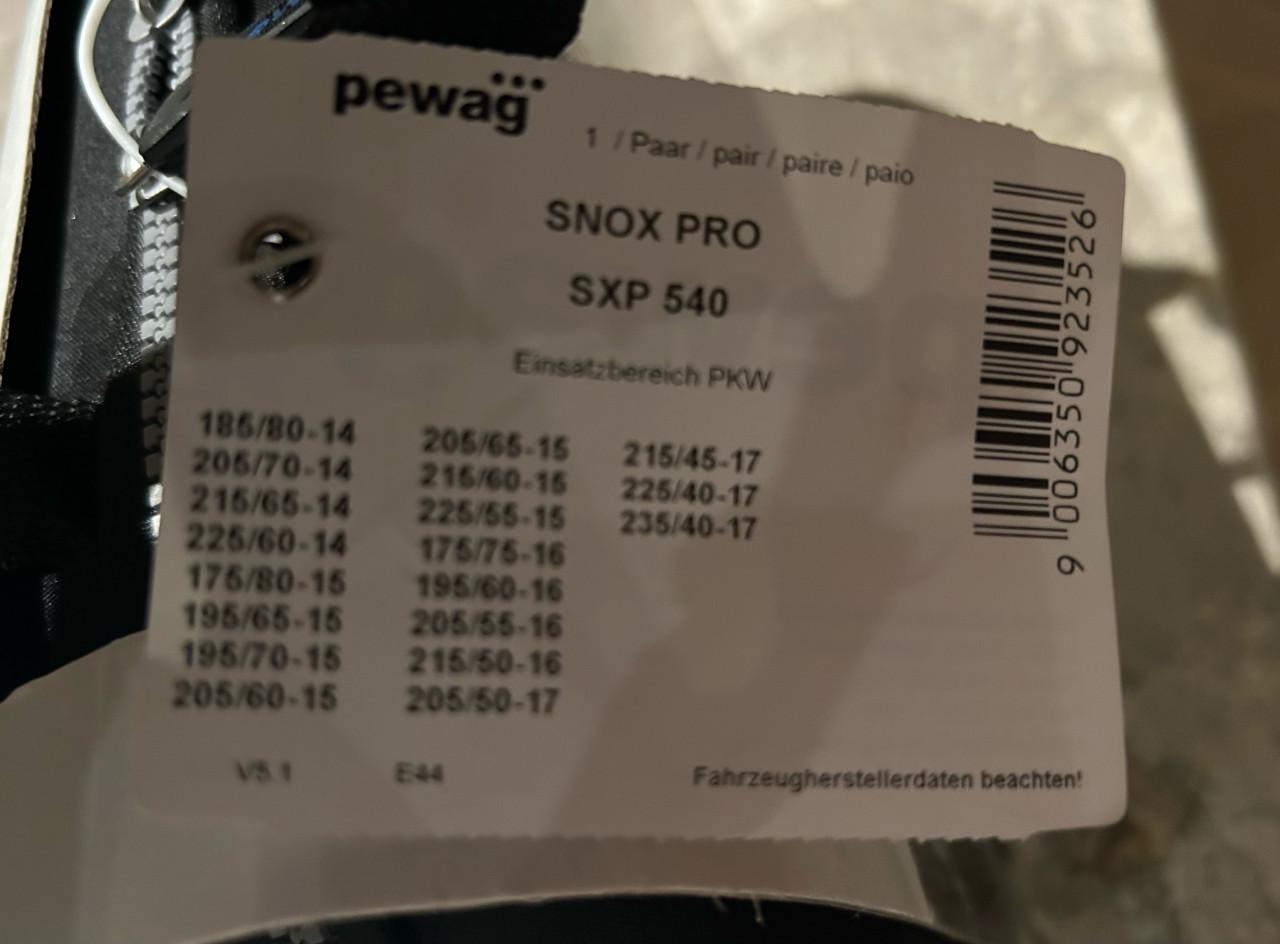 pewag
1 / Paar / pair / paire / paio
SNOX PRO
SXP 540
Einsatzbereich PKW
185/80-14
205/70-14
215/65-14
225/60-14
175/80-15
195/65-15
195/70-15
205/60-15
205/65-15
215/60-15
225/55-15
175/75-16
195/60-16
205/55-16
215/50-16
205/50-17
215/45-17
225/40-17
235/40-17
V5.1 E44
Fahrzeugherstellerdaten beachten!
9 006350 923526